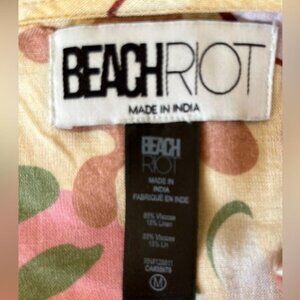 BEACHRIOT
MADE IN INDIA
BEACH
RIOT
MADE IN
INDIA
FABRIQUÉ EN INDE
85% Viscose
15% Linen
85% Viscose
15% Lin
M